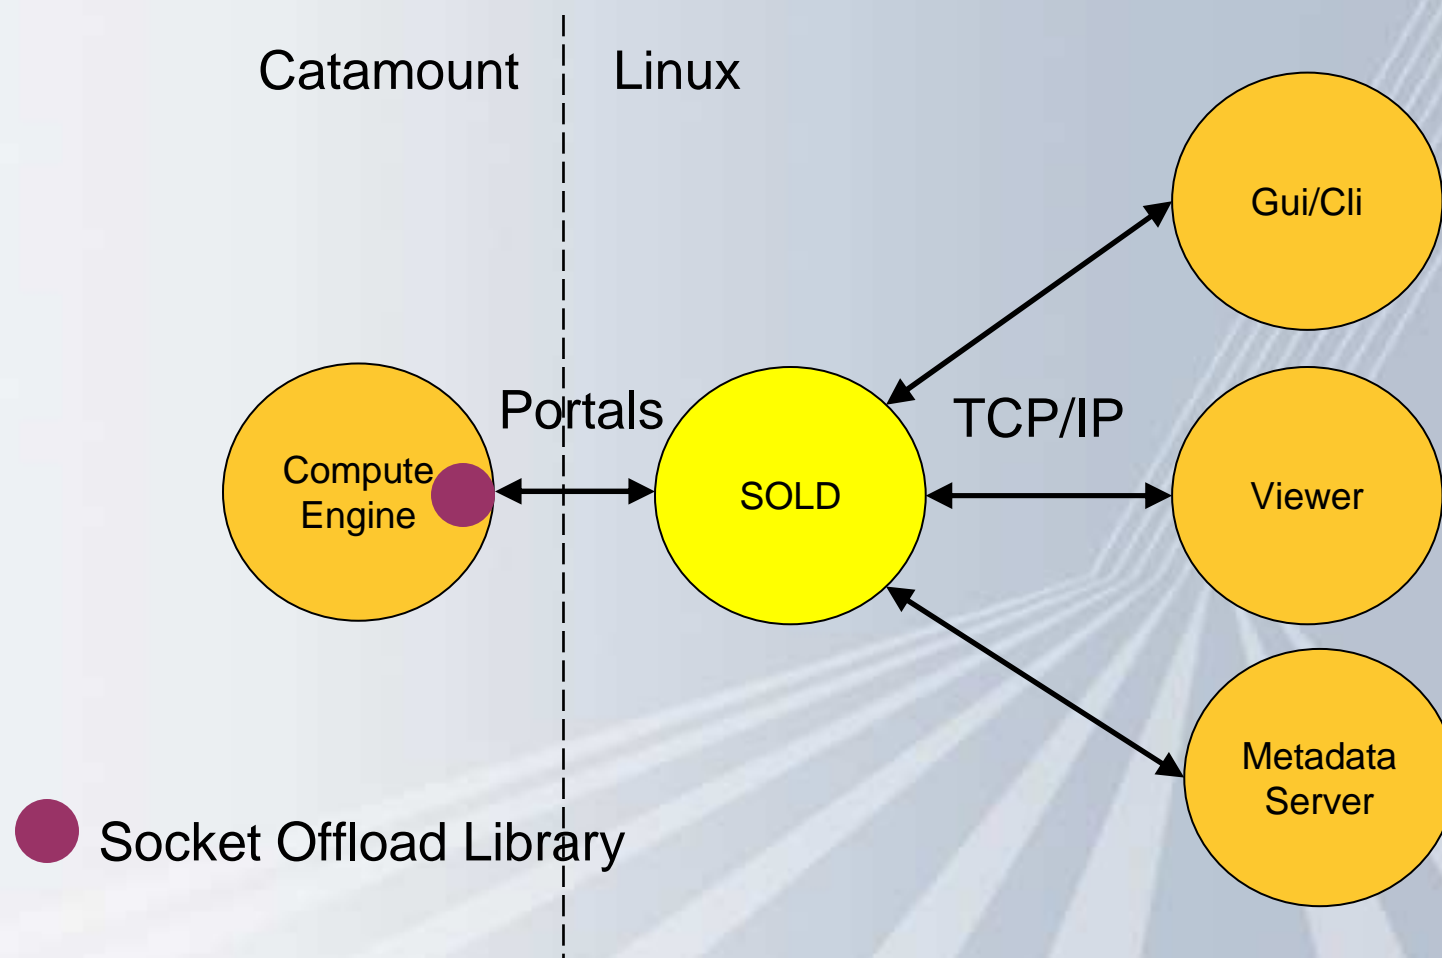 Catamount
Linux
Gui/Cli
Portals
TCP/IP
Compute
Engine
SOLD
Viewer
Metadata
Server
Socket Offload Library